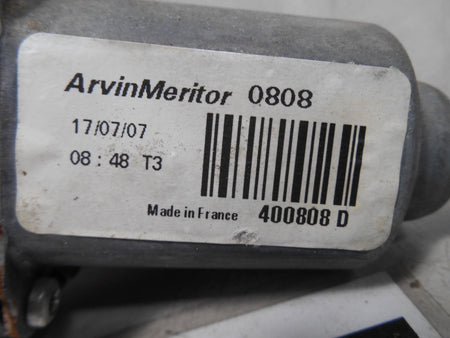 ArvinMeritor 0808
17/07/07
08 : 48 T3
Made in France 400808 D